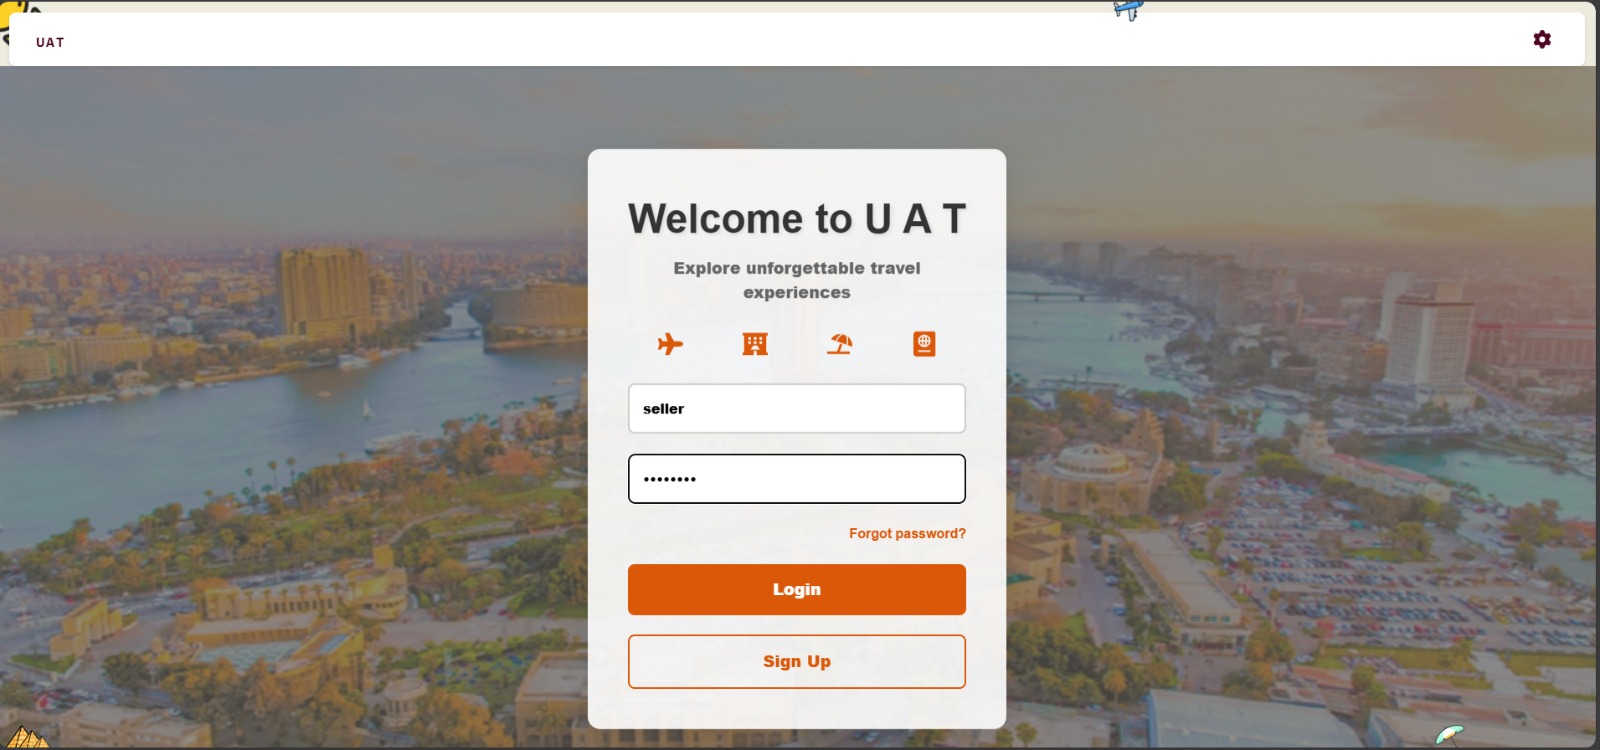 UAT
Welcome to U A T
Explore unforgettable travel
experiences
seller
••••••••
Forgot password?
Login
Sign Up